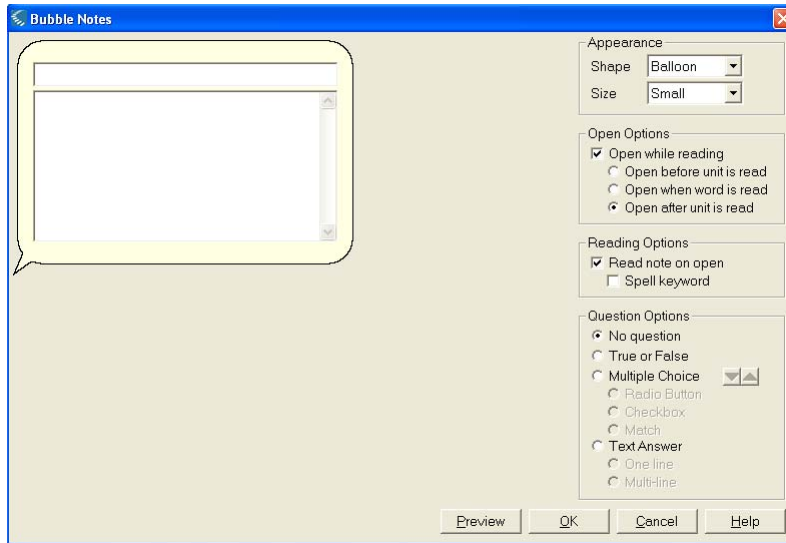 Bubble Notes
Appearance
Shape Balloon
Size Small
Open Options
Open while reading
Open before unit is read
Open when word is read
Open after unit is read
Reading Options
Read note on open
Spell keyword
Question Options
No question
True or False
Multiple Choice
Radio Button
Checkbox
Match
Text Answer
One line
Multi-line
Preview OK Cancel Help